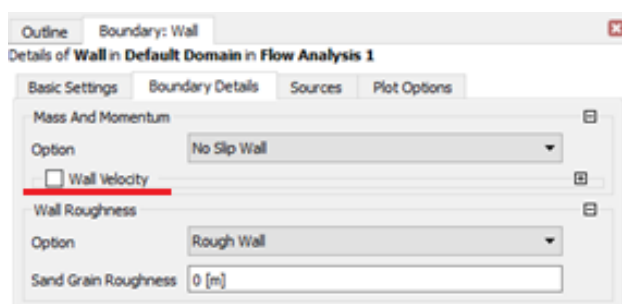 Outline Boundary: Wall
Details of Wall in Default Domain in Flow Analysis 1
Basic Settings Boundary Details Sources Plot Options
Mass And Momentum
Option No Slip Wall
Wall Velocity
Wall Roughness
Option Rough Wall
Sand Grain Roughness 0 [m]